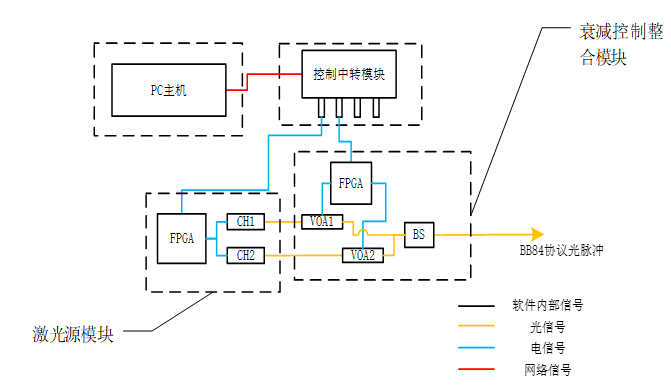 衰减控制整
合模块
控制中转模块
PC主机
FPGA
FPGA
CH1
VOA1
BS
CH2
VOA2
BB84协议光脉冲
激光源模块
软件内部信号
光信号
电信号
网络信号